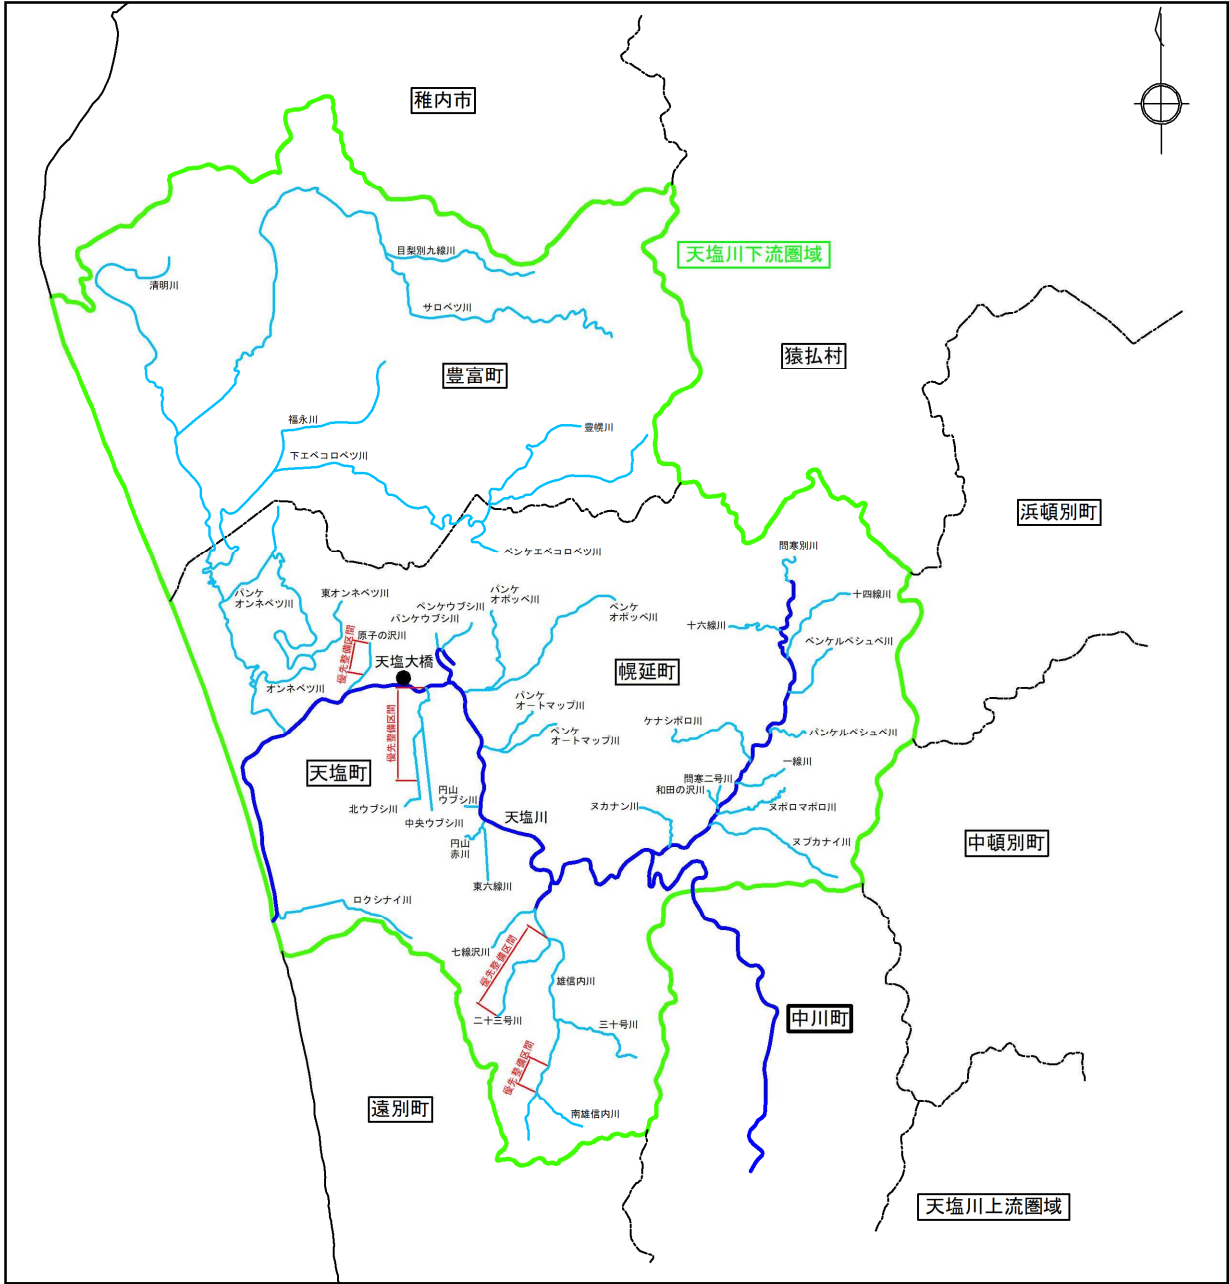 稚内市
天塩川下流圏域
目梨別九線川
清明川
サロベツ川
猿払村
豊富町
福永川
豊幌川
下エベコロベツ川
浜頓別町
ペンケエベコロベツ川
問寒別川
パンケ
オンネベツ川
東オンネベツ川
パンケ
オポッペ川
ペンケウブシ川
パンケウブシ川
ペンケ
オポッペ川
十四線川
十六線川
原子の沢川
優先整備区間
天塩大橋
ペンケルペシュペ川
幌延町
オンネベツ川
パンケ
オートマップ川
ペンケ
オートマップ川
優先整備区間
ケナシポロ川
パンケルペシュペ川
天塩町
一線川
問寒二号川
和田の沢川
円山
ウブシ川
北ウブシ川
中央ウブシ川
天塩川
ヌカナン川
ヌポロマポロ川
円山
赤川
ヌプカナイ川
中頓別町
東六線川
ロクシナイ川
七線沢川
優先整備区間
雄信内川
二十三号川
三十号川
中川町
優先整備区間
遠別町
南雄信内川
天塩川上流圏域